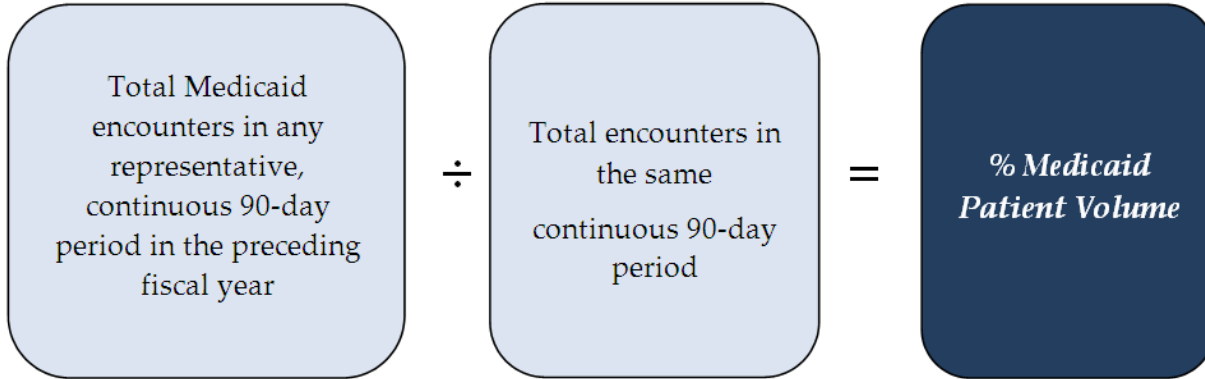 Total Medicaid
encounters in any
representative,
continuous 90-day
period in the preceding
fiscal year
÷
Total encounters in
the same
continuous 90-day
period
=
% Medicaid
Patient Volume